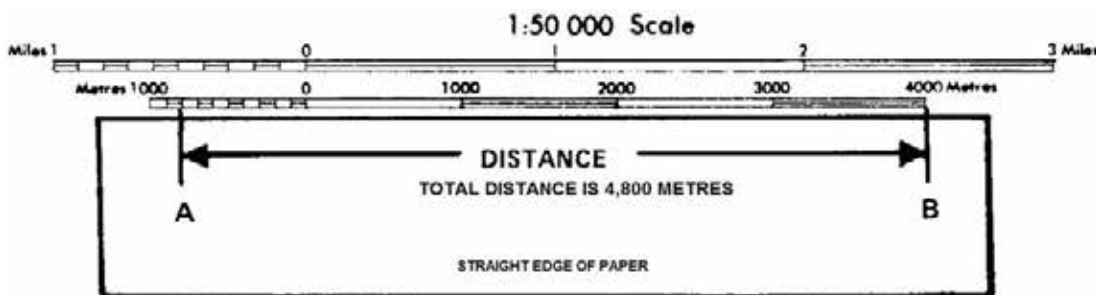 1:50 000 Scale
Miles 1 0 1 2 3 Miles
Metres 1000 0 1000 2000 3000 4000 Metres
DISTANCE
TOTAL DISTANCE IS 4,800 METRES
A B
STRAIGHT EDGE OF PAPER